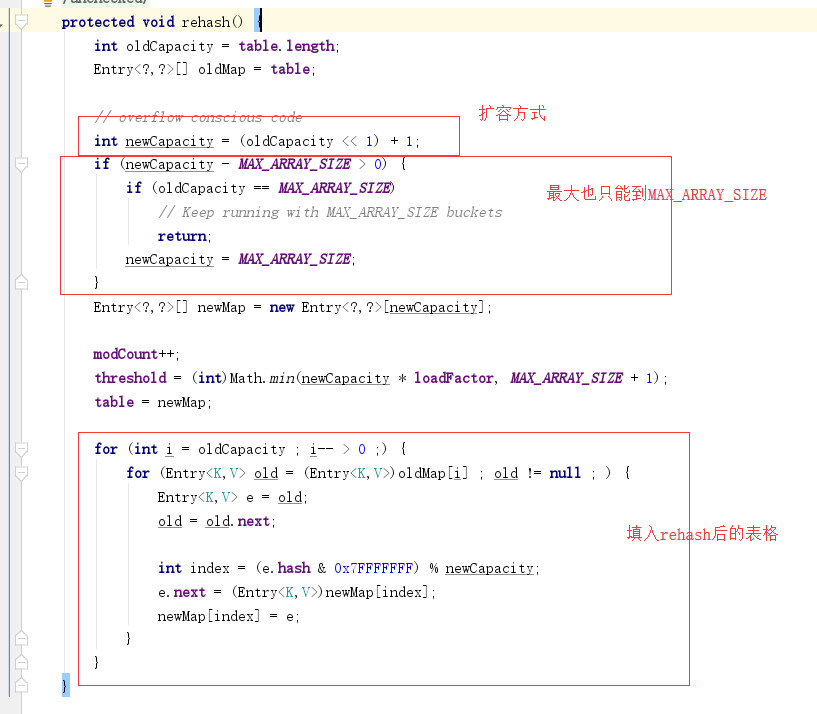 /unchecked/
protected void rehash() {
int oldCapacity = table.length;
Entry<?,?>[] oldMap = table;
// overflow-conscious code
扩容方式
int newCapacity = (oldCapacity << 1) + 1;
if (newCapacity - MAX_ARRAY_SIZE > 0) {
if (oldCapacity == MAX_ARRAY_SIZE)
最大也只能到MAX_ARRAY_SIZE
// Keep running with MAX_ARRAY_SIZE buckets
return;
newCapacity = MAX_ARRAY_SIZE;
}
Entry<?,?>[] newMap = new Entry<?,?>[newCapacity];
modCount++;
threshold = (int)Math.min(newCapacity * loadFactor, MAX_ARRAY_SIZE + 1);
table = newMap;
for (int i = oldCapacity ; i-- > 0 ;) {
for (Entry<K,V> old = (Entry<K,V>)oldMap[i] ; old != null ; ) {
Entry<K,V> e = old;
old = old.next;
填入rehash后的表格
int index = (e.hash & 0x7FFFFFFF) % newCapacity;
e.next = (Entry<K,V>)newMap[index];
newMap[index] = e;
}
}
}